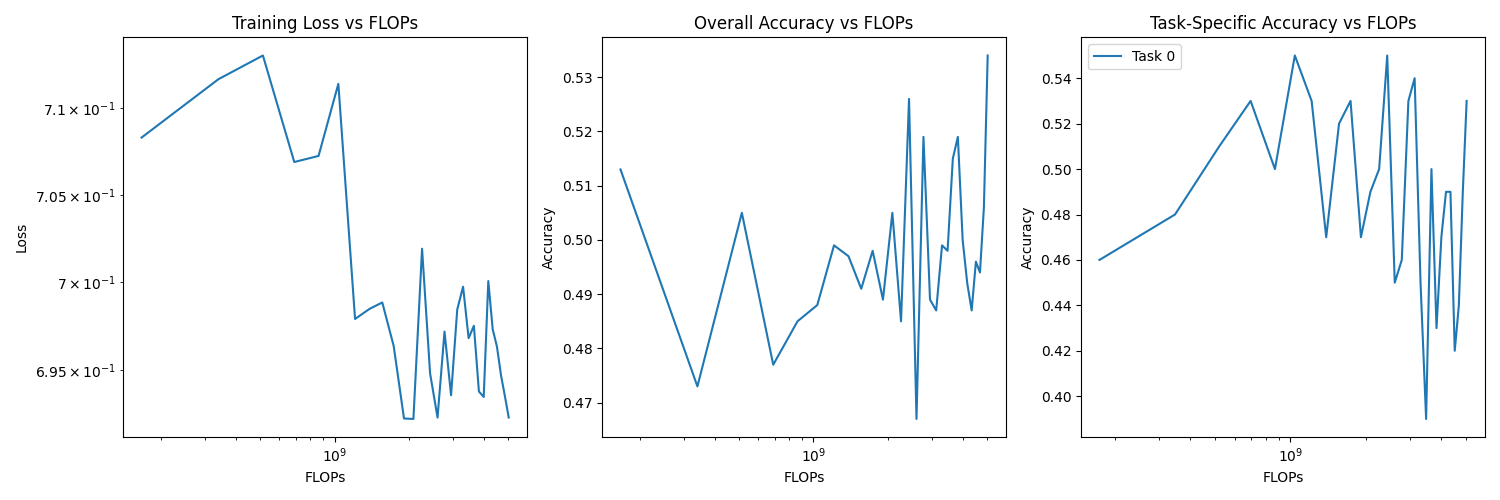 Training Loss vs FLOPs
7.1 × 10⁻¹
7.05 × 10⁻¹
7 × 10⁻¹
6.95 × 10⁻¹
Loss
10⁹
FLOPs
Overall Accuracy vs FLOPs
0.53
0.52
0.51
0.50
0.49
0.48
0.47
Accuracy
10⁹
FLOPs
Task-Specific Accuracy vs FLOPs
Task 0
0.54
0.52
0.50
0.48
0.46
0.44
0.42
0.40
Accuracy
10⁹
FLOPs